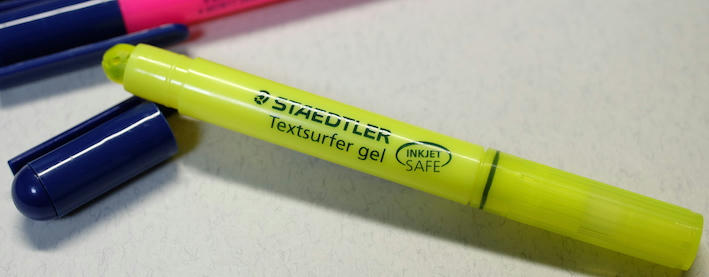 STAEDTLER
Textsurfer gel
INKJET
SAFE